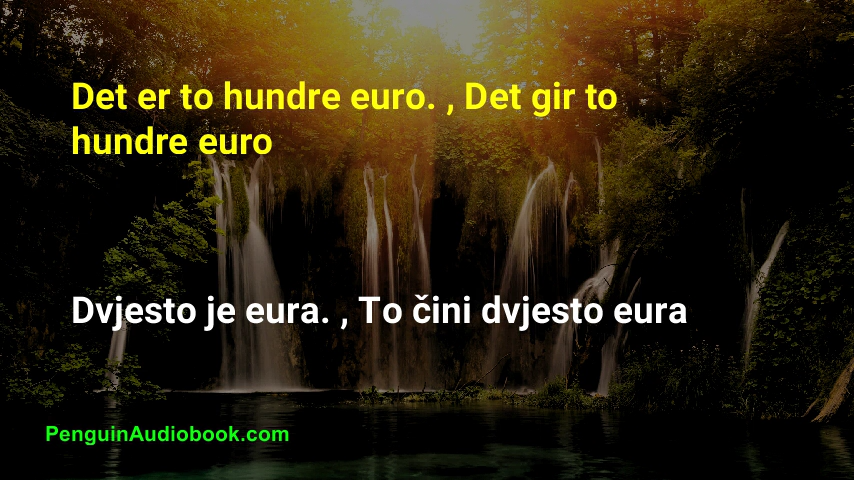 Det er to hundre euro. , Det gir to
hundre euro
Dvjesto je eura. , To čini dvjesto eura
PenguinAudiobook.com